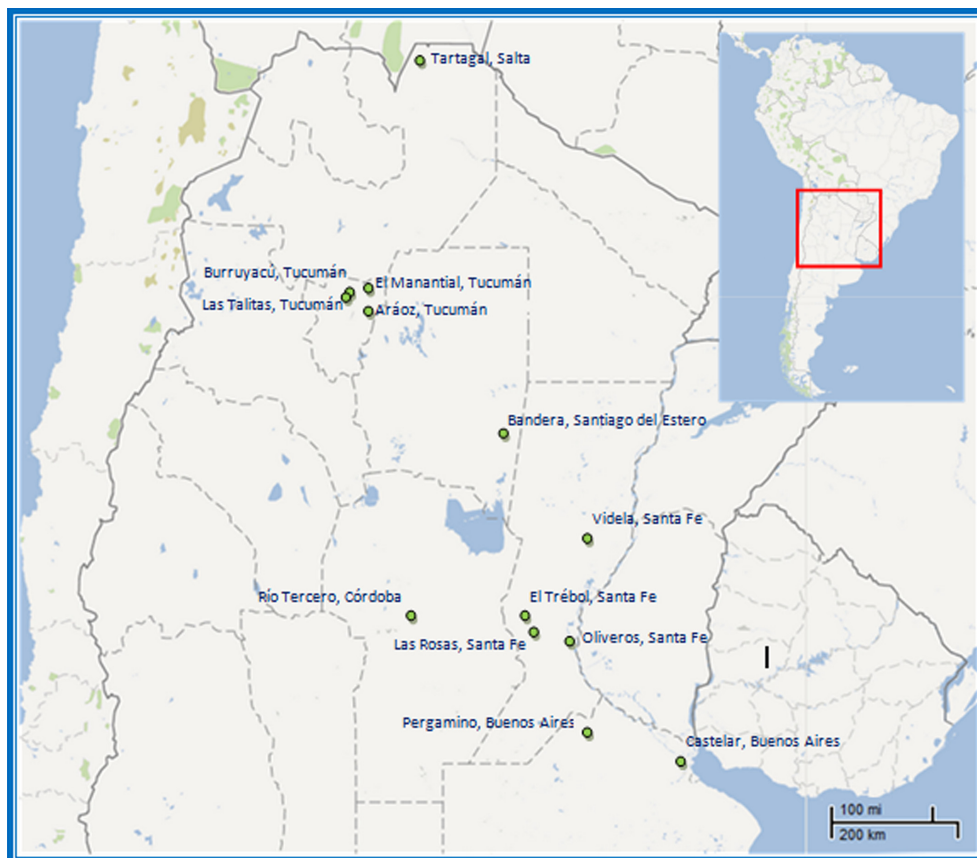 Tartagal, Salta
Burruyacú, Tucumán
El Manantial, Tucumán
Las Talitas, Tucumán
Aráoz, Tucumán
Bandera, Santiago del Estero
Videla, Santa Fe
Río Tercero, Córdoba
El Trébol, Santa Fe
Las Rosas, Santa Fe
Oliveros, Santa Fe
Pergamino, Buenos Aires
Castelar, Buenos Aires
100 mi
200 km